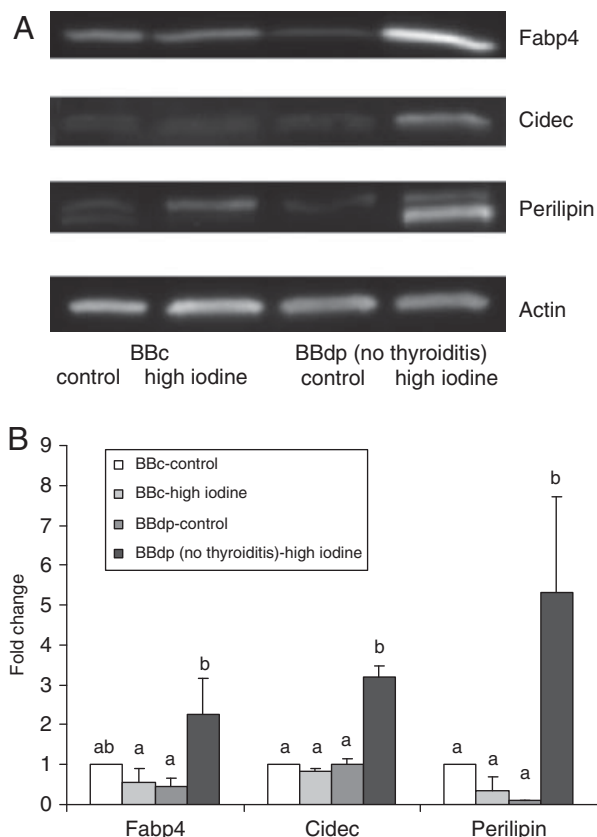 A
Fabp4
Cidec
Perilipin
Actin
BBc BBdp (no thyroiditis)
control high iodine control high iodine
B
9
8
7
6
5
4
3
2
1
0
Fold change
BBc-control
BBc-high iodine
BBdp-control
BBdp (no thyroiditis)-high iodine
ab a a b
a a a b
a a a b
Fabp4 Cidec Perilipin